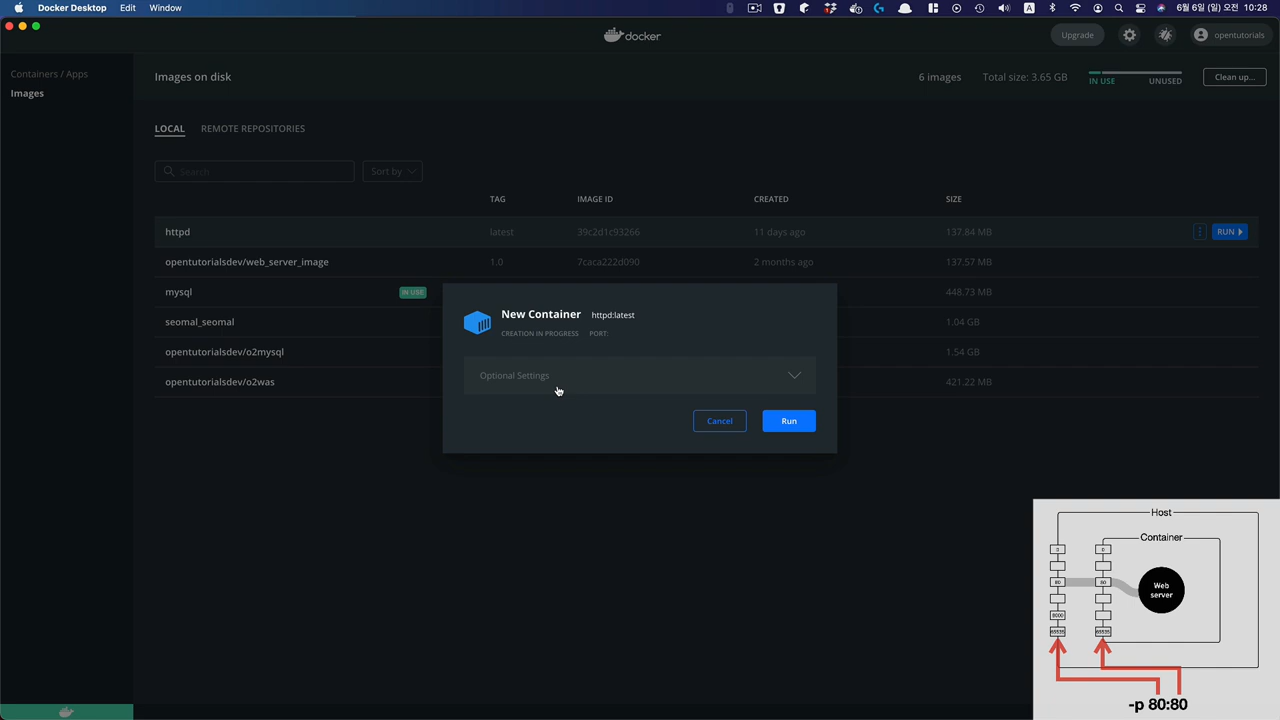 Docker Desktop Edit Window A 6월 6일 (일) 오전 10:28
docker
Upgrade
opentutorials
Containers / Apps
Images
Images on disk
6 images Total size: 3.65 GB
IN USE UNUSED
Clean up...
LOCAL REMOTE REPOSITORIES
Search
Sort by
TAG IMAGE ID CREATED SIZE
httpd latest 39c2d1c93266 11 days ago 137.84 MB RUN
opentutorialsdev/web_server_image 1.0 7caca222d090 2 months ago 137.57 MB
mysql IN USE 448.73 MB
seomal_seomal 1.04 GB
opentutorialsdev/o2mysql 1.54 GB
opentutorialsdev/o2was 421.22 MB
New Container httpd:latest
CREATION IN PROGRESS PORT:
Optional Settings
Cancel Run
Host
Container
0 0
80 80
Web
server
8000
65535 65535
-p 80:80